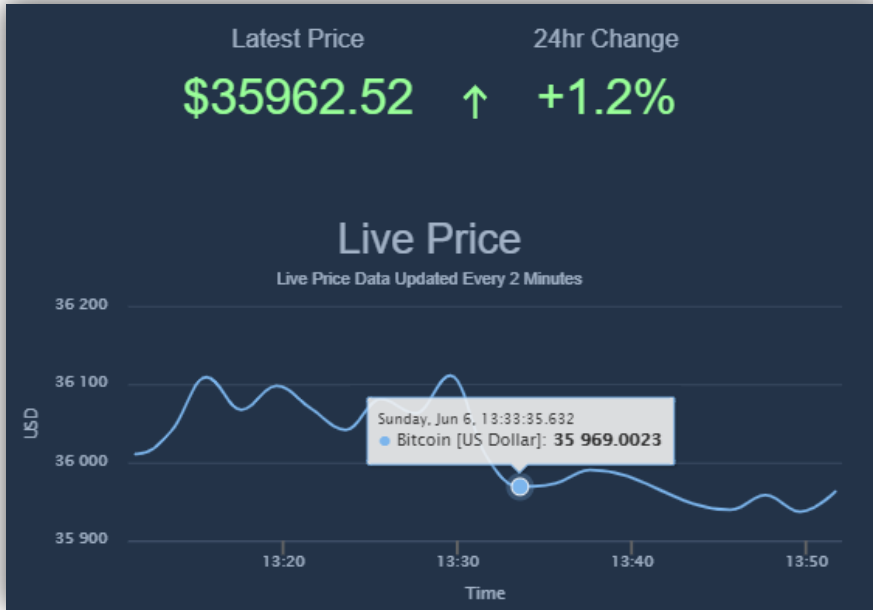 Latest Price
24hr Change
$35962.52 ↑ +1.2%
Live Price
Live Price Data Updated Every 2 Minutes
36 200
36 100
36 000
35 900
USD
Sunday, Jun 6, 13:33:35.632
● Bitcoin [US Dollar]: 35 969.0023
13:20
13:30
13:40
13:50
Time